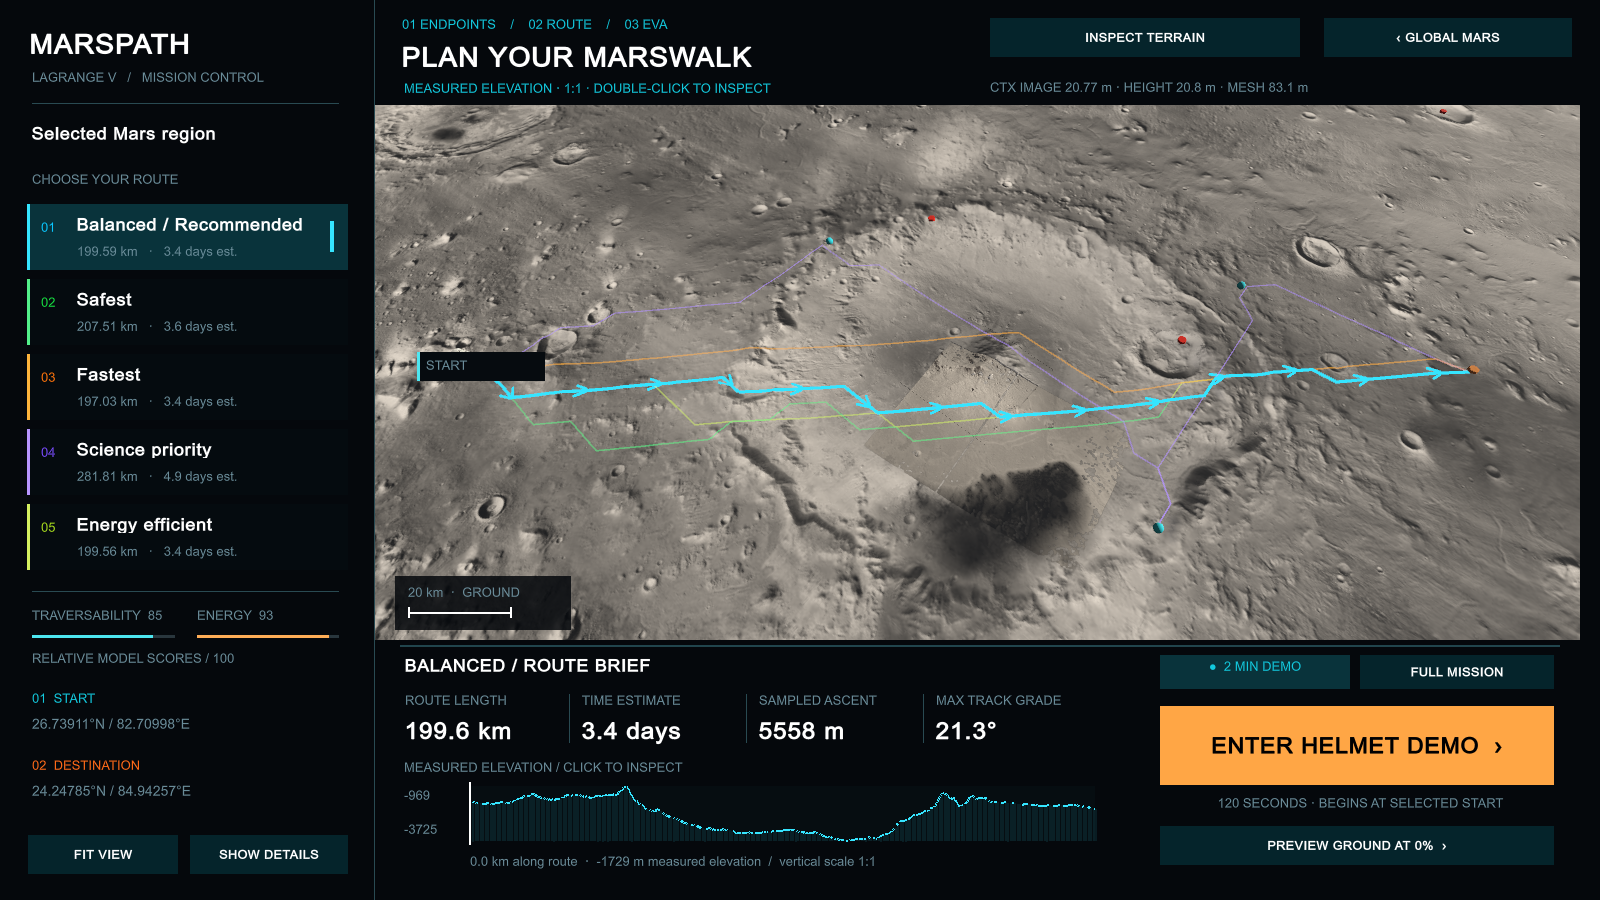 MARSPATH
LAGRANGE V / MISSION CONTROL
Selected Mars region
CHOOSE YOUR ROUTE
01 Balanced / Recommended
199.59 km · 3.4 days est.
02 Safest
207.51 km · 3.6 days est.
03 Fastest
197.03 km · 3.4 days est.
04 Science priority
281.81 km · 4.9 days est.
05 Energy efficient
199.56 km · 3.4 days est.
TRAVERSABILITY 85 ENERGY 93
RELATIVE MODEL SCORES / 100
01 START
26.73911°N / 82.70998°E
02 DESTINATION
24.24785°N / 84.94257°E
FIT VIEW SHOW DETAILS
01 ENDPOINTS / 02 ROUTE / 03 EVA
PLAN YOUR MARSWALK
MEASURED ELEVATION · 1:1 · DOUBLE-CLICK TO INSPECT
INSPECT TERRAIN ‹ GLOBAL MARS
CTX IMAGE 20.77 m · HEIGHT 20.8 m · MESH 83.1 m
START
20 km · GROUND
BALANCED / ROUTE BRIEF
ROUTE LENGTH TIME ESTIMATE SAMPLED ASCENT MAX TRACK GRADE
199.6 km 3.4 days 5558 m 21.3°
MEASURED ELEVATION / CLICK TO INSPECT
-969
-3725
0.0 km along route · -1729 m measured elevation / vertical scale 1:1
● 2 MIN DEMO FULL MISSION
ENTER HELMET DEMO ›
120 SECONDS · BEGINS AT SELECTED START
PREVIEW GROUND AT 0% ›